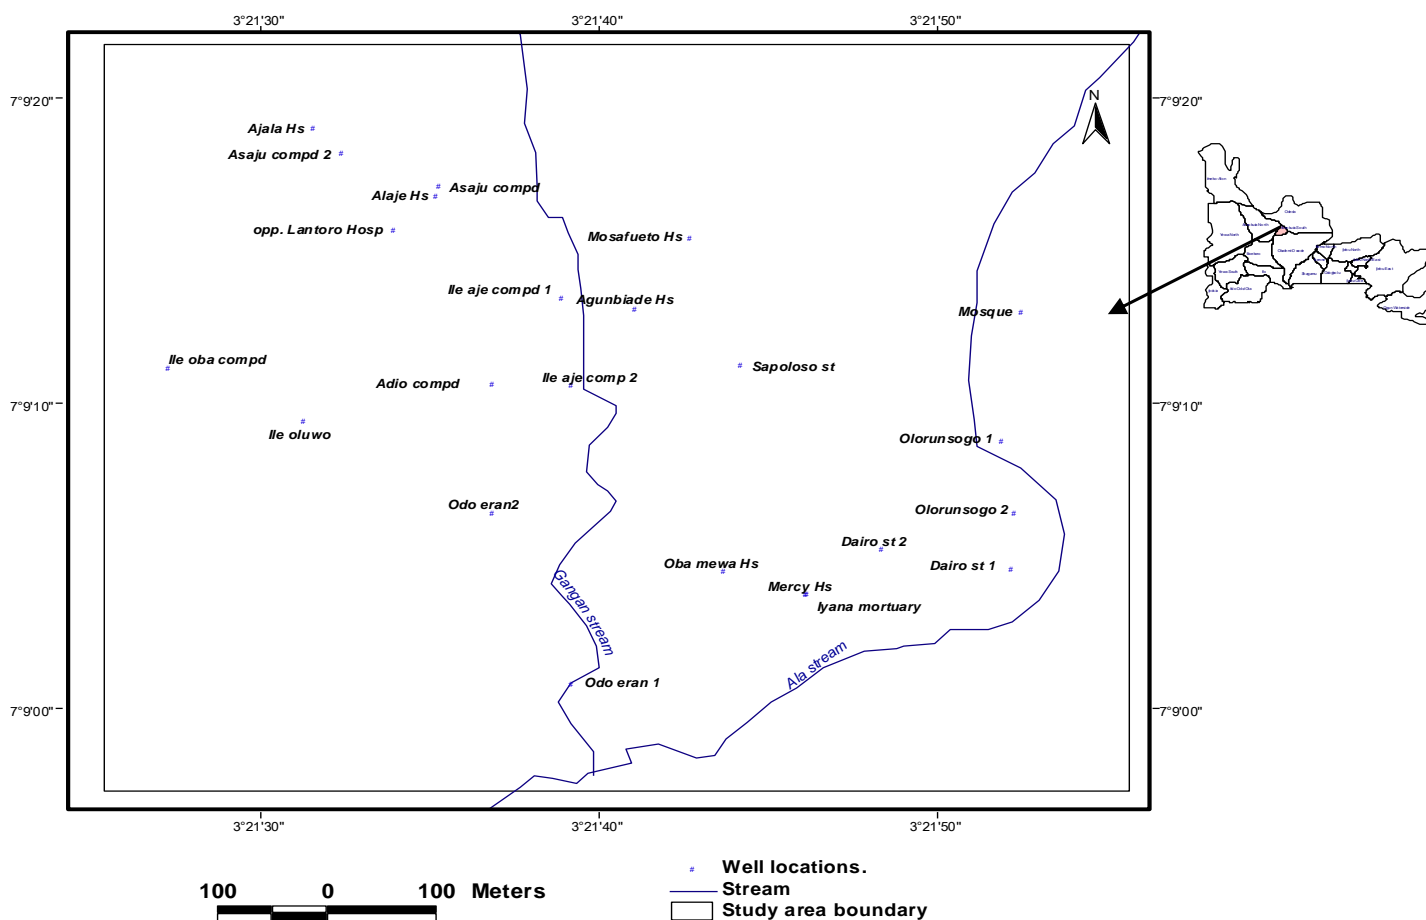 3°21'30" 3°21'40" 3°21'50"
7°9'20" 7°9'20"
N
Ajala Hs
Asaju compd 2
Asaju compd
Alaje Hs
opp. Lantoro Hosp
Mosafueto Hs
Ile aje compd 1
Agunbiade Hs
Mosque
Ile oba compd
Sapoloso st
Adio compd
Ile aje comp 2
7°9'10" 7°9'10"
Ile oluwo
Olorunsogo 1
Odo eran2
Olorunsogo 2
Dairo st 2
Oba mewa Hs
Dairo st 1
Mercy Hs
Iyana mortuary
Gangan stream
Ala stream
Odo eran 1
7°9'00" 7°9'00"
3°21'30" 3°21'40" 3°21'50"
Well locations.
100 0 100 Meters
Stream
Study area boundary